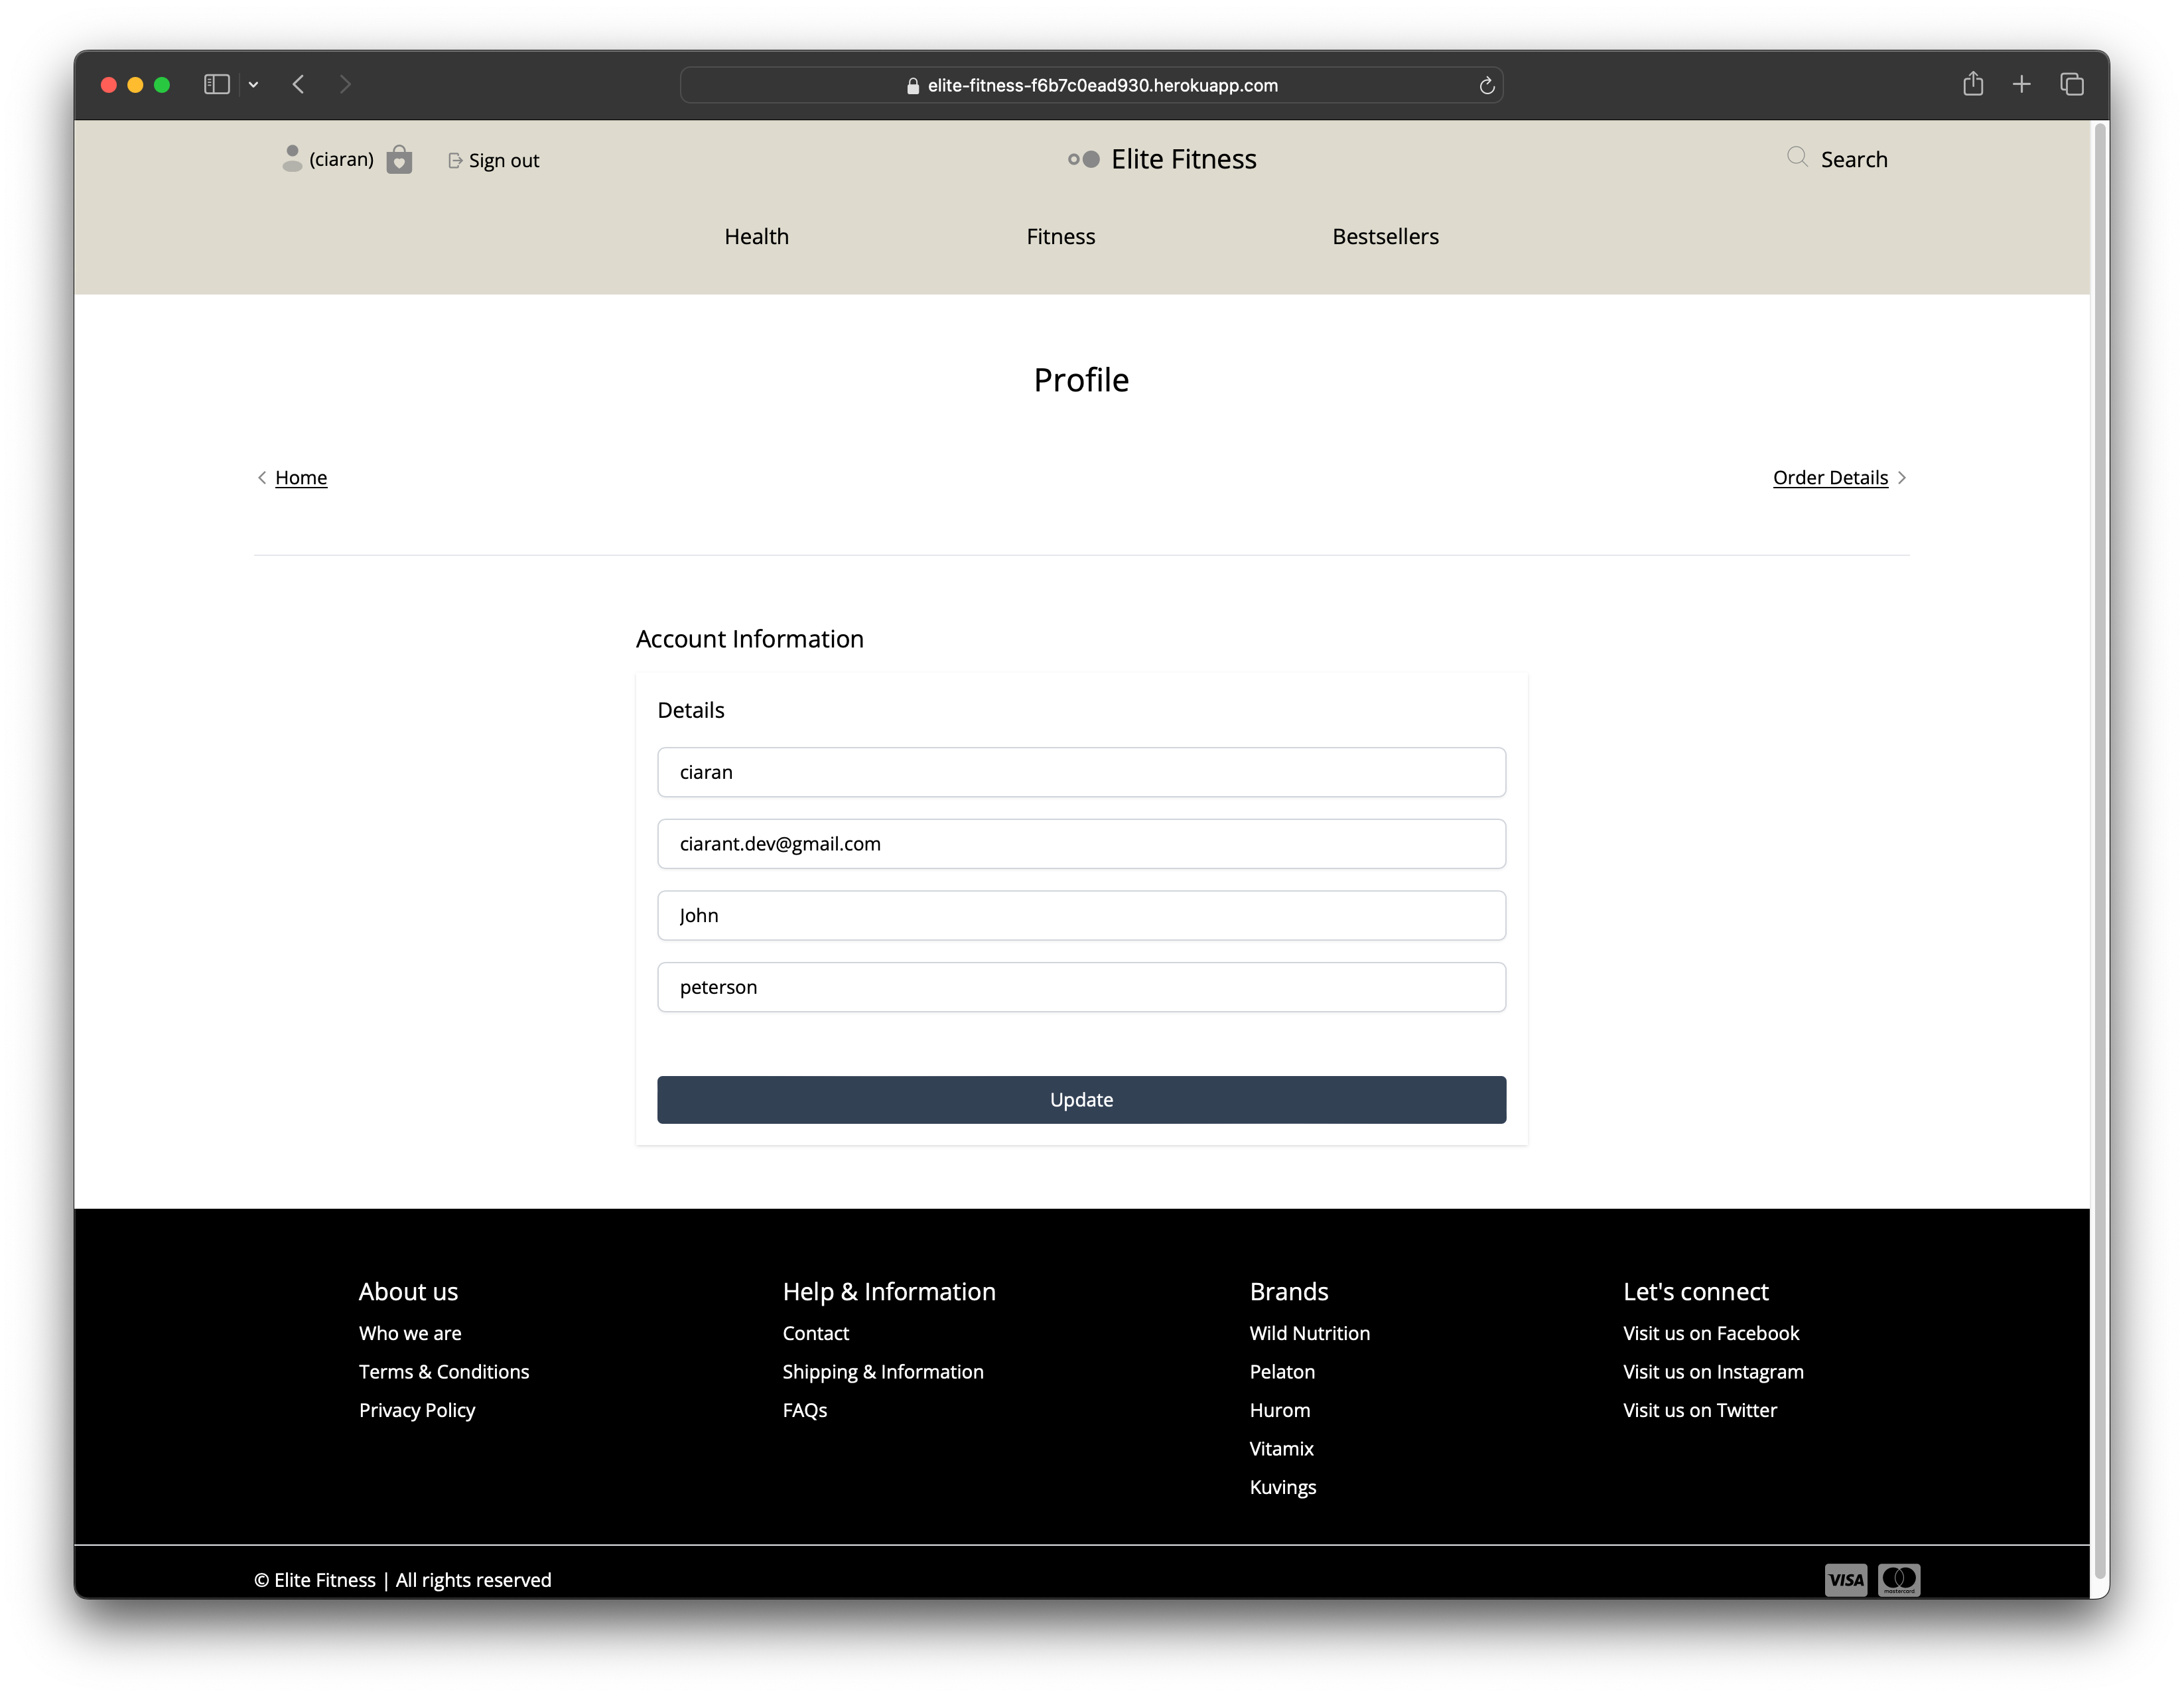 elite-fitness-f6b7c0ead930.herokuapp.com
(ciaran) Sign out Elite Fitness Search
Health Fitness Bestsellers
Profile
Home Order Details
Account Information
Details
ciaran
ciarant.dev@gmail.com
John
peterson
Update
About us Help & Information Brands Let's connect
Who we are Contact Wild Nutrition Visit us on Facebook
Terms & Conditions Shipping & Information Pelaton Visit us on Instagram
Privacy Policy FAQs Hurom Visit us on Twitter
Vitamix
Kuvings
© Elite Fitness | All rights reserved VISA mastercard